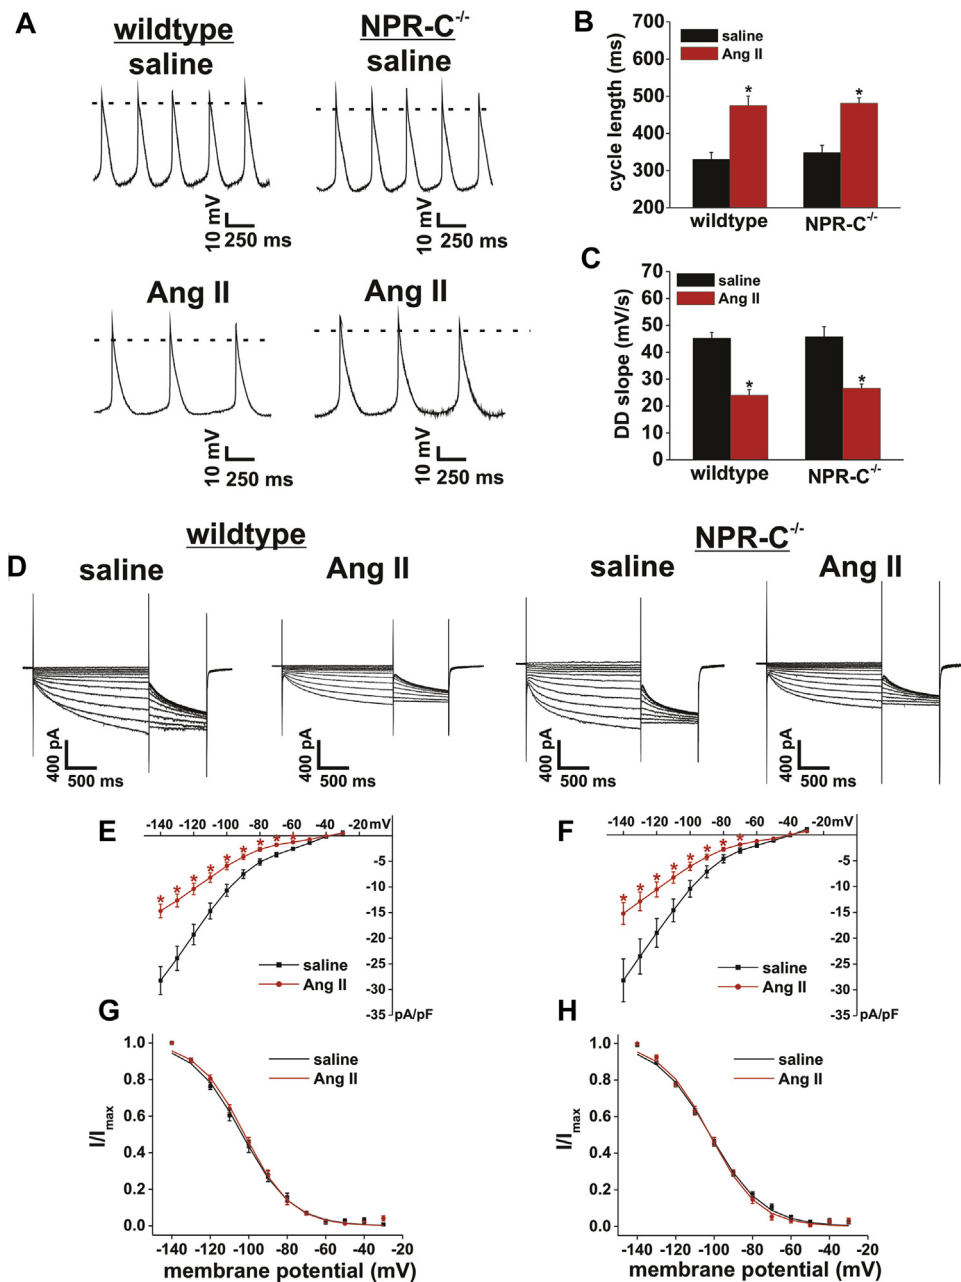 A
wildtype
saline
NPR-C-/-
saline
10 mV
250 ms
10 mV
250 ms
Ang II
Ang II
10 mV
250 ms
10 mV
250 ms
B
700
600
500
400
300
200
cycle length (ms)
saline
Ang II
*
*
wildtype
NPR-C-/-
C
70
60
50
40
30
20
10
0
DD slope (mV/s)
saline
Ang II
*
*
wildtype
NPR-C-/-
D
wildtype
NPR-C-/-
saline
Ang II
saline
Ang II
400 pA
500 ms
400 pA
500 ms
400 pA
500 ms
400 pA
500 ms
E
-140 -120 -100 -80 -60 -40 -20mV
* * * * * * * * *
-5
-10
-15
-20
-25
-30
-35
pA/pF
saline
Ang II
F
-140 -120 -100 -80 -60 -40 -20mV
* * * * * * * *
-5
-10
-15
-20
-25
-30
-35
pA/pF
saline
Ang II
G
1.0
0.8
0.6
0.4
0.2
0.0
I/Imax
saline
Ang II
-140 -120 -100 -80 -60 -40 -20
membrane potential (mV)
H
1.0
0.8
0.6
0.4
0.2
0.0
I/Imax
saline
Ang II
-140 -120 -100 -80 -60 -40 -20
membrane potential (mV)